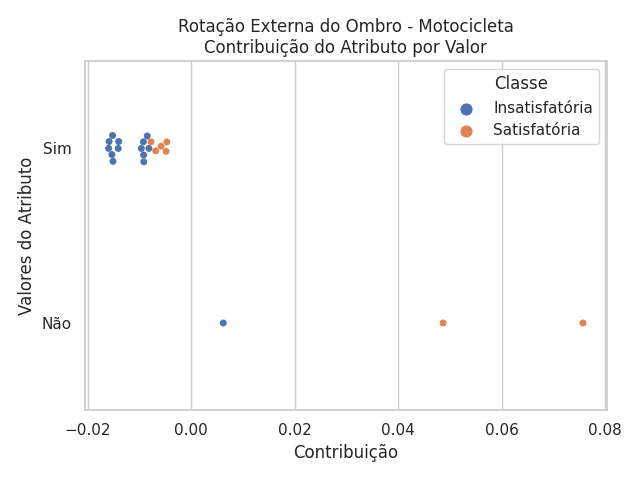 Rotação Externa do Ombro - Motocicleta
Contribuição do Atributo por Valor
Classe
Insatisfatória
Satisfatória
Valores do Atributo
Sim
Não
−0.02 0.00 0.02 0.04 0.06 0.08
Contribuição